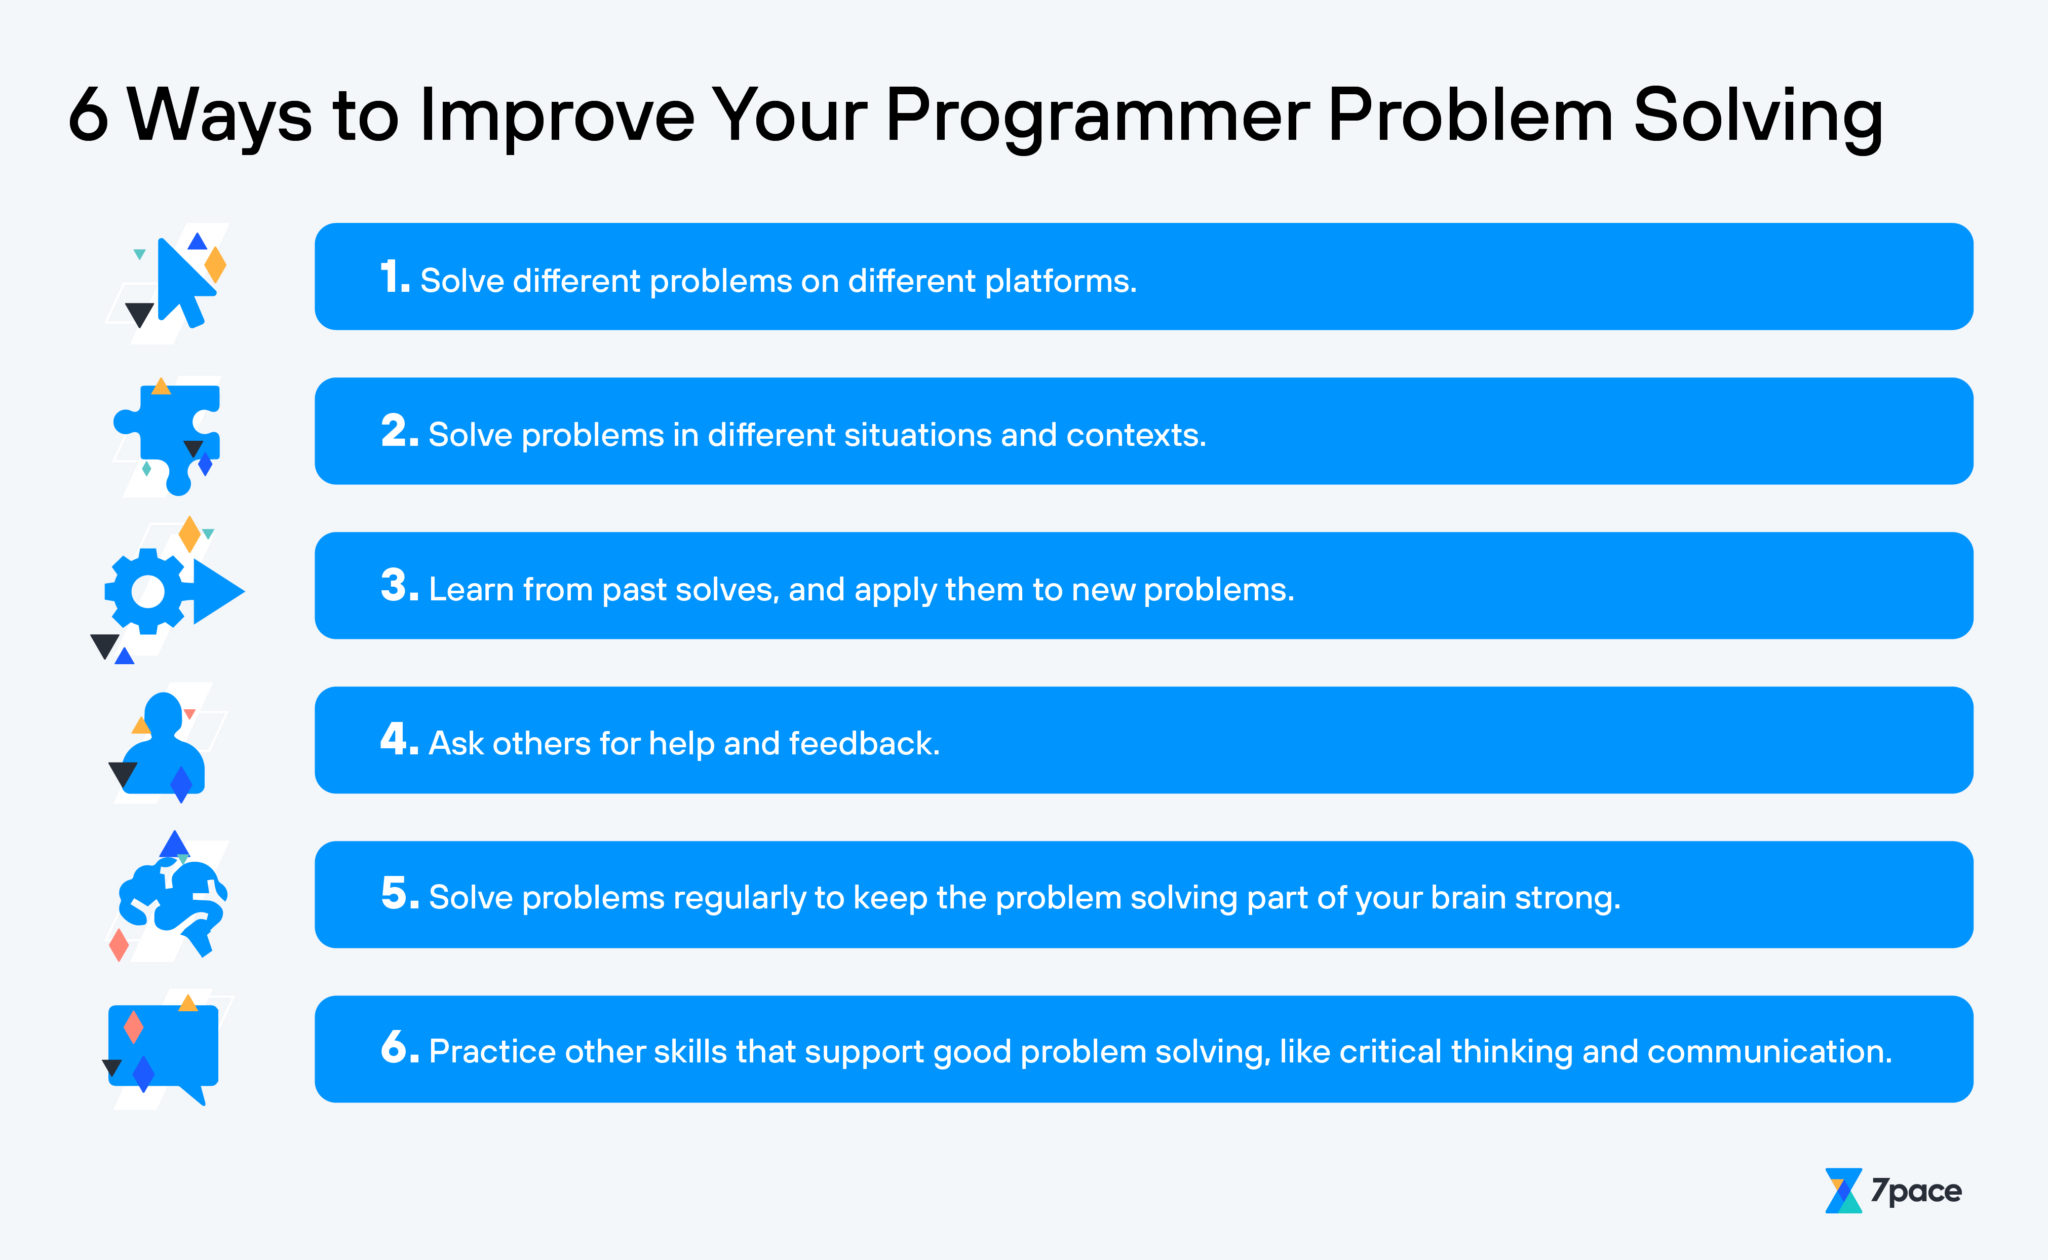 6 Ways to Improve Your Programmer Problem Solving
1. Solve different problems on different platforms.
2. Solve problems in different situations and contexts.
3. Learn from past solves, and apply them to new problems.
4. Ask others for help and feedback.
5. Solve problems regularly to keep the problem solving part of your brain strong.
6. Practice other skills that support good problem solving, like critical thinking and communication.
7pace